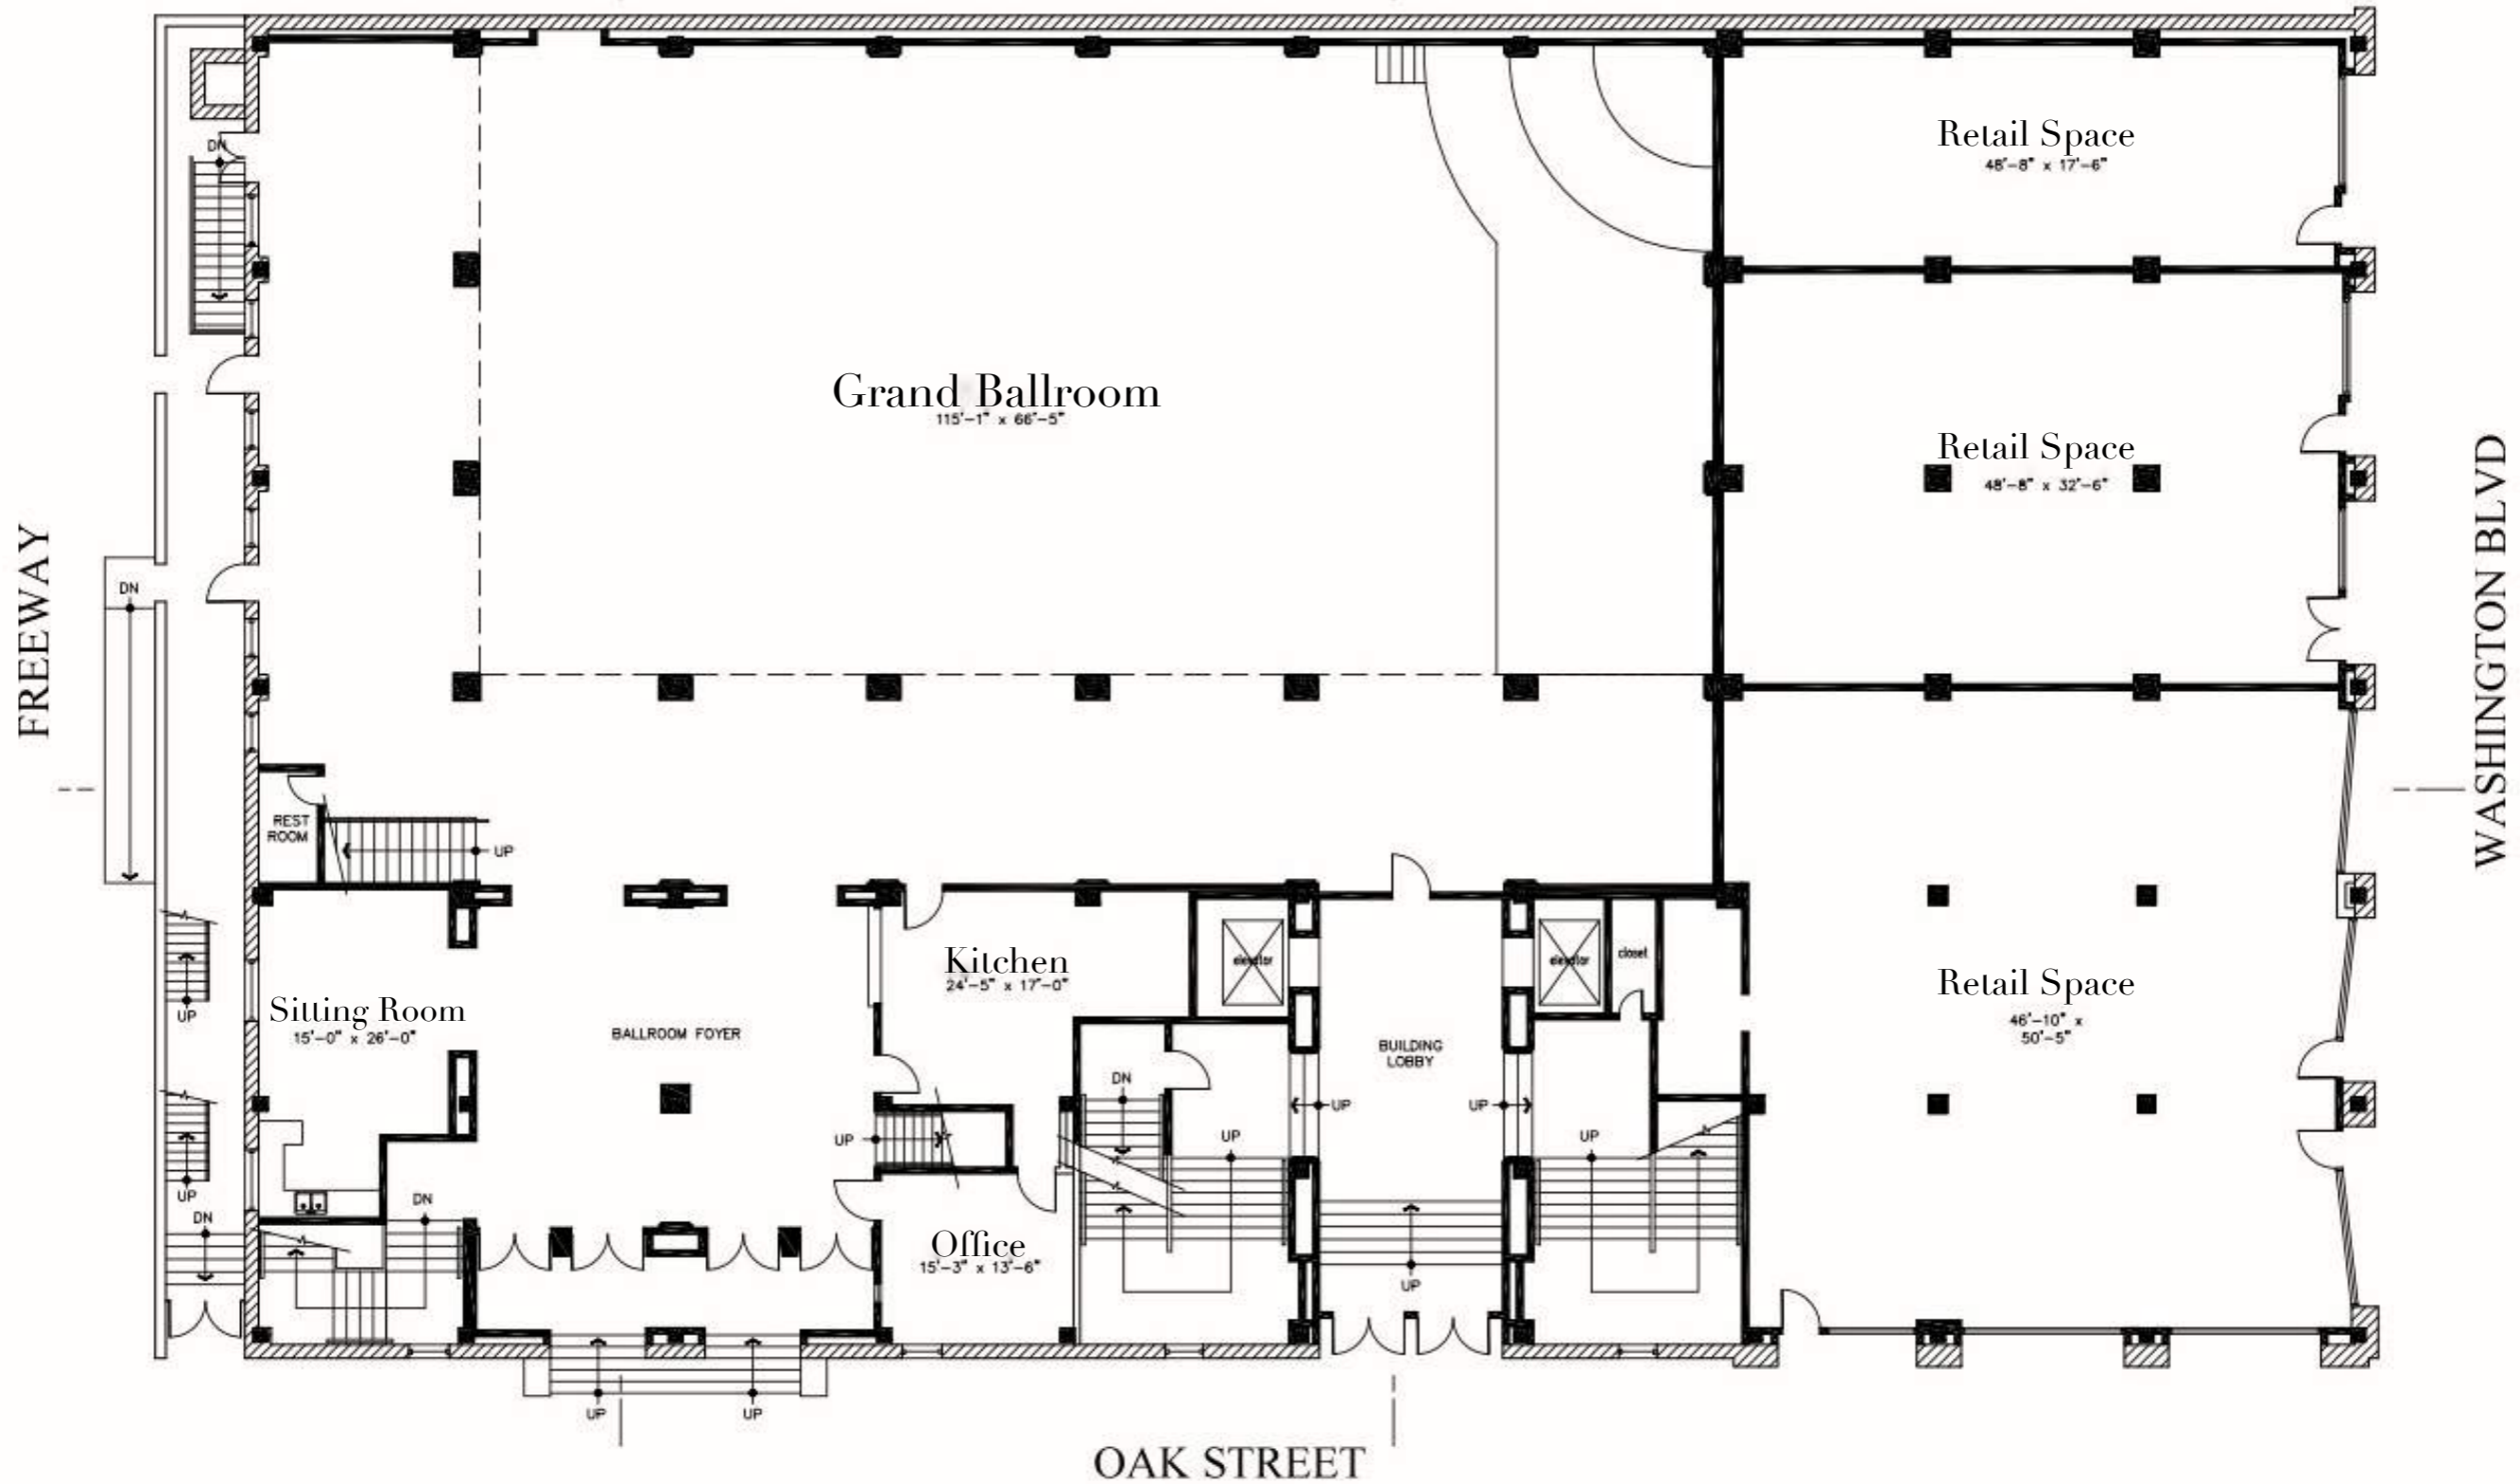 DN
Retail Space
48'-8" x 17'-6"
Grand Ballroom
115'-1" x 66'-5"
Retail Space
48'-8" x 32'-6"
FREEWAY
WASHINGTON BLVD
DN
REST
ROOM
UP
Kitchen
24'-5" x 17'-0"
elevator
elevator
closet
Sitting Room
15'-0" x 26'-0"
UP
BALLROOM FOYER
BUILDING
LOBBY
Retail Space
46'-10" x
50'-5"
DN
UP
UP
UP
UP
UP
UP
DN
DN
Office
15'-3" x 13'-6"
UP
UP
UP
OAK STREET